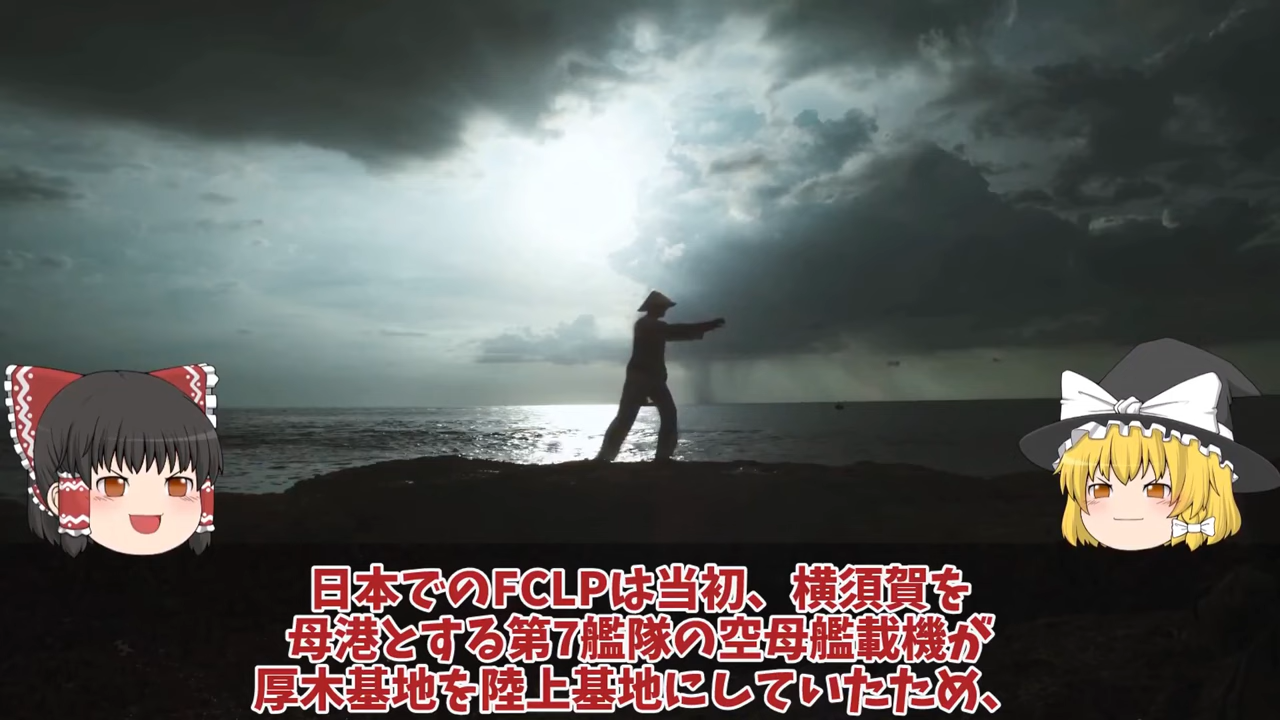 日本でのFCLPは当初、横須賀を
母港とする第7艦隊の空母艦載機が
厚木基地を陸上基地にしていたため、